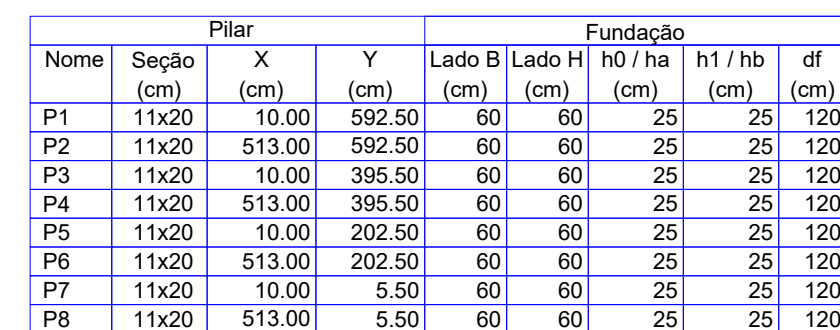 Pilar Fundação
Nome Seção X Y Lado B Lado H h0 / ha h1 / hb df
(cm) (cm) (cm) (cm) (cm) (cm) (cm) (cm)
P1 11x20 10.00 592.50 60 60 25 25 120
P2 11x20 513.00 592.50 60 60 25 25 120
P3 11x20 10.00 395.50 60 60 25 25 120
P4 11x20 513.00 395.50 60 60 25 25 120
P5 11x20 10.00 202.50 60 60 25 25 120
P6 11x20 513.00 202.50 60 60 25 25 120
P7 11x20 10.00 5.50 60 60 25 25 120
P8 11x20 513.00 5.50 60 60 25 25 120